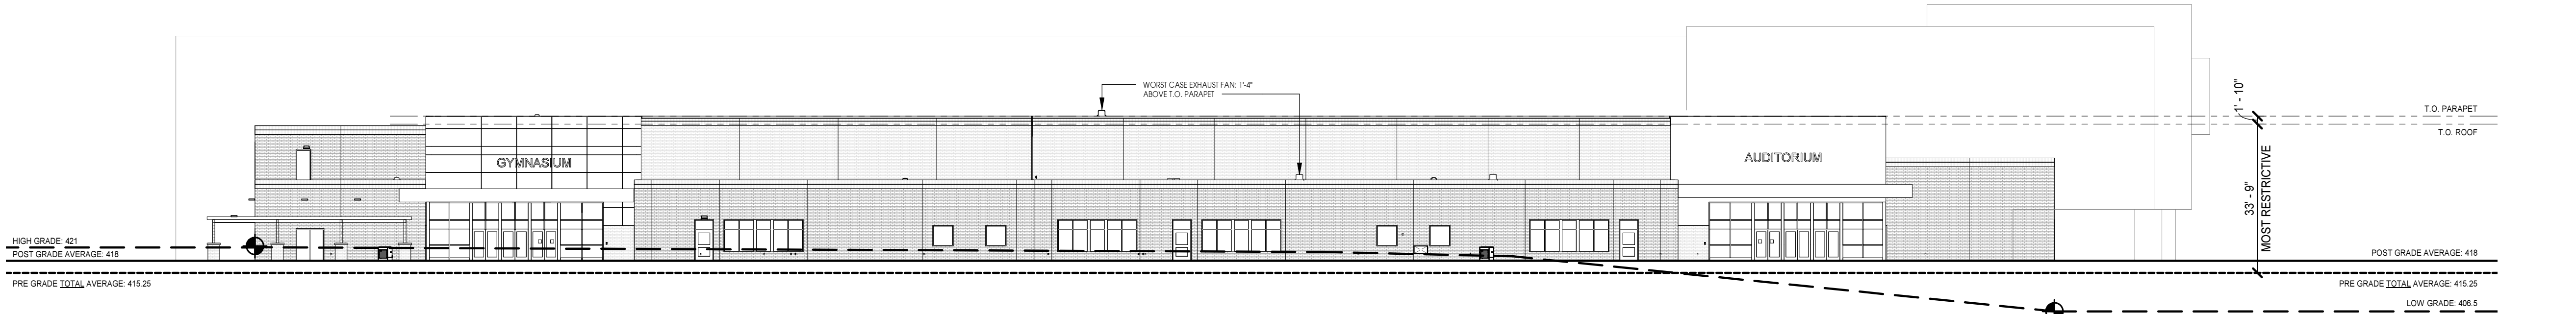 WORST CASE EXHAUST FAN: 1'-4"
ABOVE T.O. PARAPET
1' - 10"
T.O. PARAPET
T.O. ROOF
GYMNASIUM
AUDITORIUM
33' - 9"
MOST RESTRICTIVE
HIGH GRADE: 421
POST GRADE AVERAGE: 418
POST GRADE AVERAGE: 418
PRE GRADE TOTAL AVERAGE: 415.25
PRE GRADE TOTAL AVERAGE: 415.25
LOW GRADE: 406.5